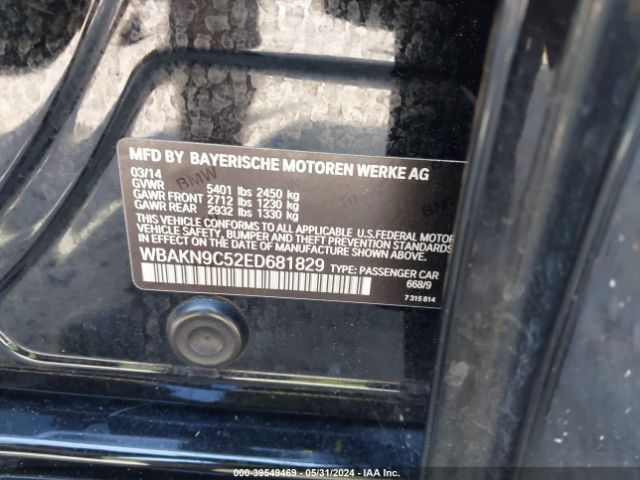 MFD BY BAYERISCHE MOTOREN WERKE AG
03/14
GVWR 5401 lbs 2450 kg
GAWR FRONT 2712 lbs 1230 kg
GAWR REAR 2932 lbs 1330 kg
THIS VEHICLE CONFORMS TO ALL APPLICABLE U.S.FEDERAL MOTOR
VEHICLE SAFETY, BUMPER AND THEFT PREVENTION STANDARDS
IN EFFECT ON THE DATE OF MANUFACTURE SHOWN ABOVE.
WBAKN9C52ED681829 TYPE: PASSENGER CAR
668/9
7 315 814
000-39549469 - 05/31/2024 - IAA Inc.